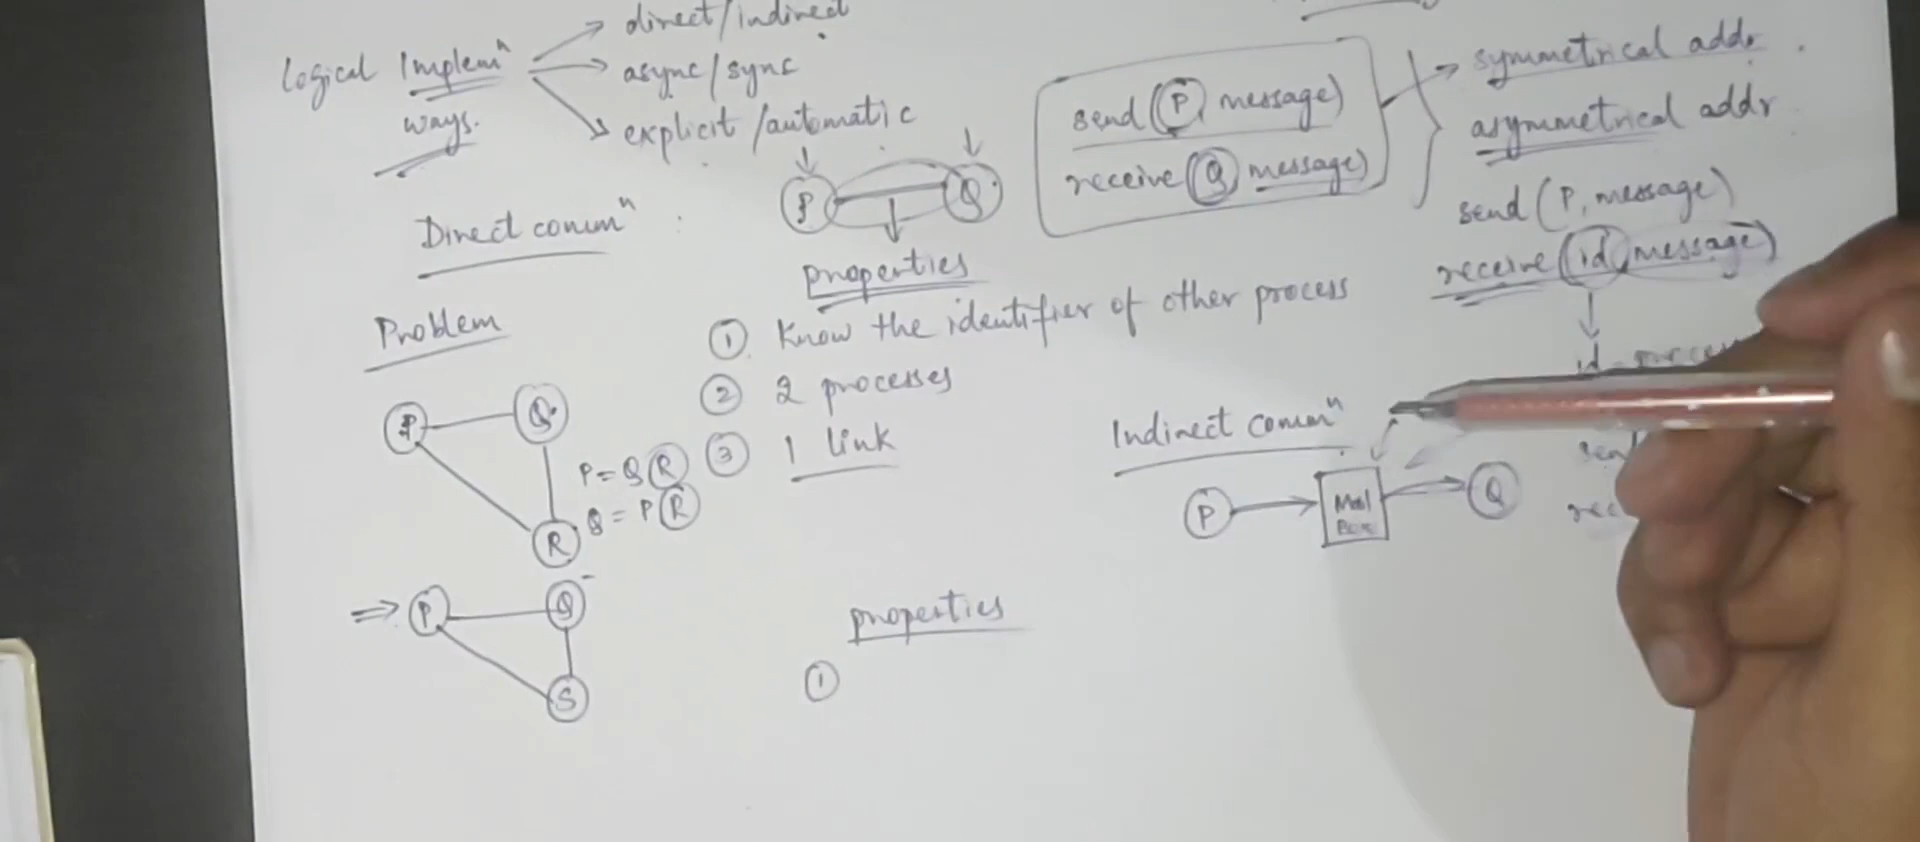 direct/indirect
Logical Implemⁿ
ways.
async/sync
explicit /automatic
send (P, message)
receive (Q message)
symmetrical addr.
asymmetrical addr
send (P, message)
receive (id, message)
Direct commⁿ :
P Q
properties
① Know the identifier of other process
② 2 processes
③ 1 link
Problem
P Q
R
P = Q R
Q = P R
⇒ P Q
S
Indirect commⁿ
P Mail Box Q
id
rec
properties
①